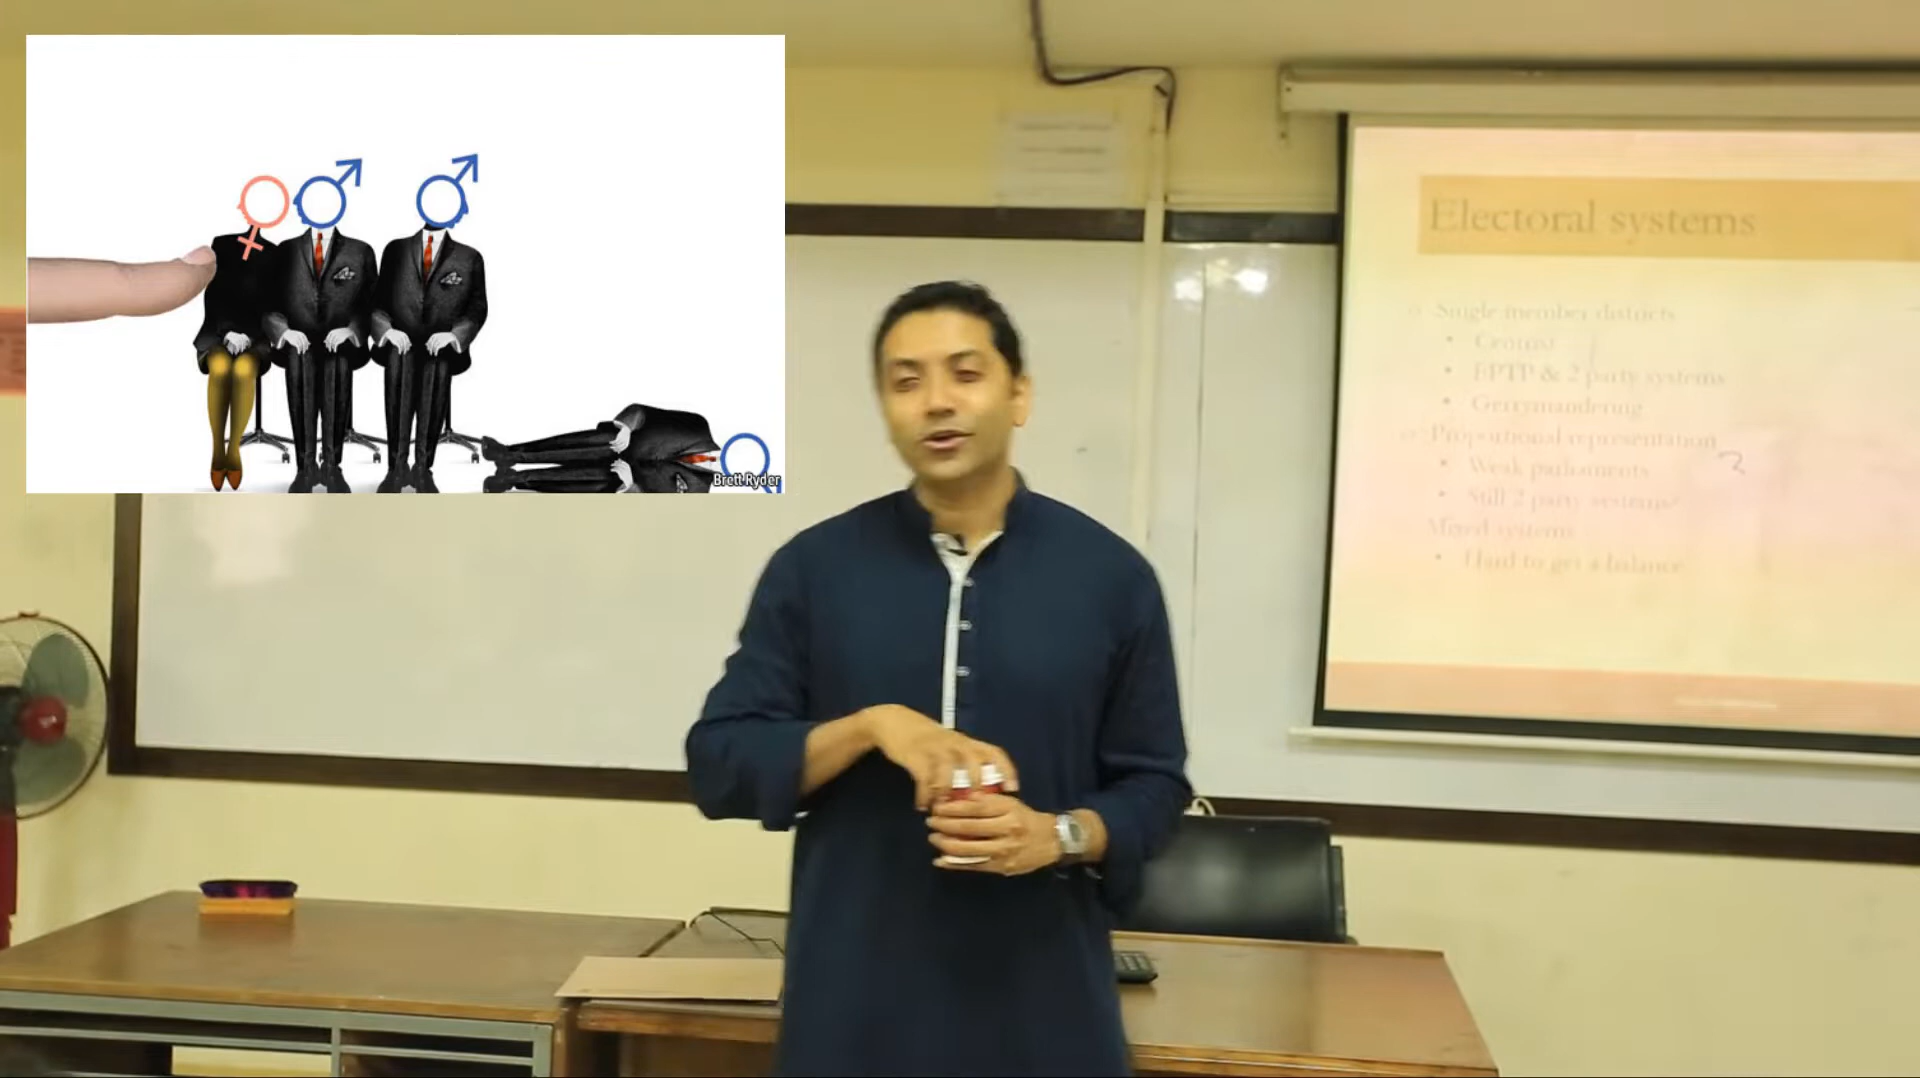 Brett Ryder
Electoral systems
Single member districts
• Centrist
• FPTP & 2 party systems
• Gerrymandering
Proportional representation
• Weak parliaments
• Still 2 party systems?
Mixed systems
• Hard to get a balance